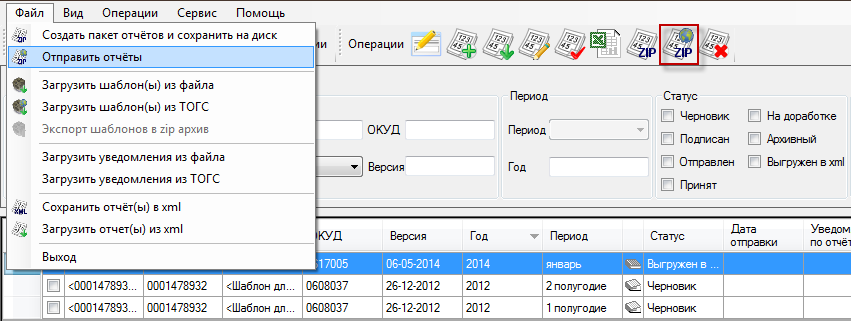 Файл Вид Операции Сервис Помощь
Создать пакет отчётов и сохранить на диск
Отправить отчёты
Загрузить шаблон(ы) из файла
Загрузить шаблон(ы) из ТОГС
Экспорт шаблонов в zip архив
Загрузить уведомления из файла
Загрузить уведомления из ТОГС
Сохранить отчёт(ы) в xml
Загрузить отчет(ы) из xml
Выход
Операции
ZIP ZIP
ОКУД
Версия
Период
Период
Год
Статус
Черновик На доработке
Подписан Архивный
Отправлен Выгружен в xml
Принят
ОКУД Версия Год Период Статус Дата отправки Уведом по отчёт
17005 06-05-2014 2014 январь Выгружен в ...
<000147893... 0001478932 <Шаблон дл... 0608037 26-12-2012 2012 2 полугодие Черновик
<000147893... 0001478932 <Шаблон дл... 0608037 26-12-2012 2012 1 полугодие Черновик